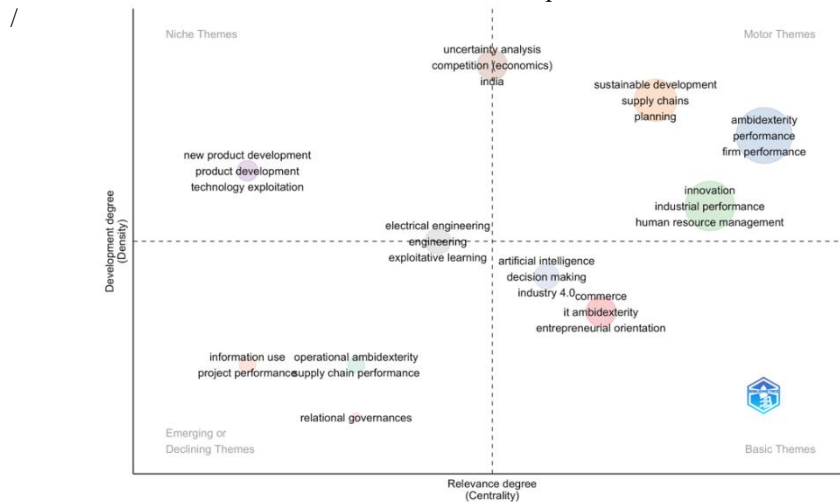 /
Niche Themes
Motor Themes
uncertainty analysis
competition (economics)
india
sustainable development
supply chains
planning
ambidexterity
performance
firm performance
new product development
product development
technology exploitation
innovation
industrial performance
human resource management
electrical engineering
engineering
exploitative learning
artificial intelligence
decision making
industry 4.0
commerce
it ambidexterity
entrepreneurial orientation
information use
project performance
operational ambidexterity
supply chain performance
relational governances
Emerging or
Declining Themes
Basic Themes
Development degree
(Density)
Relevance degree
(Centrality)